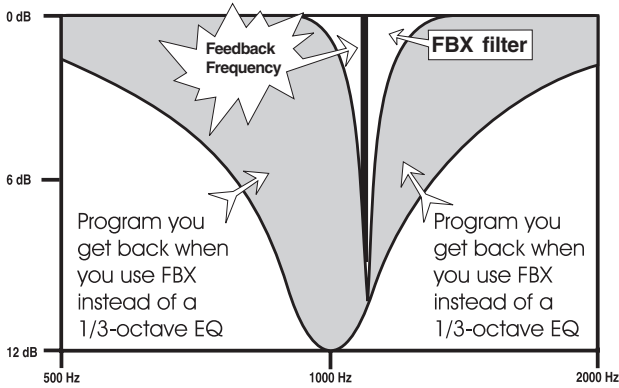 0 dB
Feedback
Frequency
FBX filter
6 dB
Program you
get back when
you use FBX
instead of a
1/3-octave EQ
Program you
get back when
you use FBX
instead of a
1/3-octave EQ
12 dB
500 Hz
1000 Hz
2000 Hz